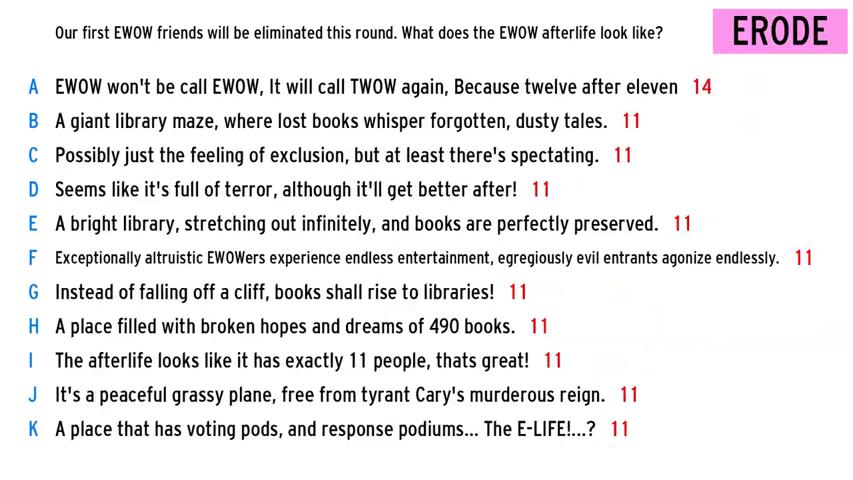 Our first EWOW friends will be eliminated this round. What does the EWOW afterlife look like?
ERODE
A EWOW won't be call EWOW, It will call TWOW again, Because twelve after eleven 14
B A giant library maze, where lost books whisper forgotten, dusty tales. 11
C Possibly just the feeling of exclusion, but at least there's spectating. 11
D Seems like it's full of terror, although it'll get better after! 11
E A bright library, stretching out infinitely, and books are perfectly preserved. 11
F Exceptionally altruistic EWOWers experience endless entertainment, egregiously evil entrants agonize endlessly. 11
G Instead of falling off a cliff, books shall rise to libraries! 11
H A place filled with broken hopes and dreams of 490 books. 11
I The afterlife looks like it has exactly 11 people, thats great! 11
J It's a peaceful grassy plane, free from tyrant Cary's murderous reign. 11
K A place that has voting pods, and response podiums... The E-LIFE!...? 11